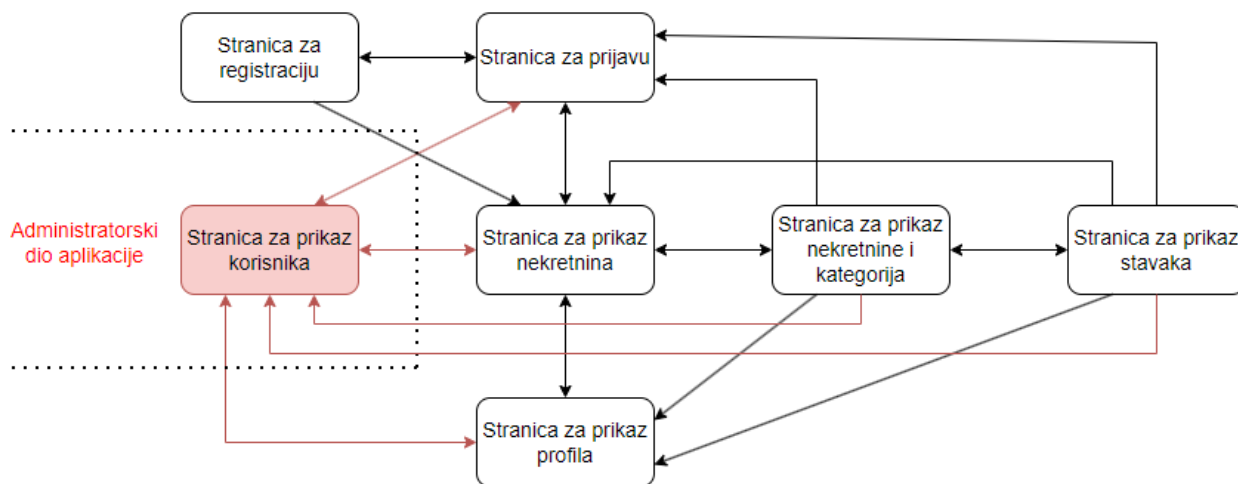 Stranica za
registraciju
Stranica za prijavu
Administratorski
dio aplikacije
Stranica za prikaz
korisnika
Stranica za prikaz
nekretnina
Stranica za prikaz
nekretnine i
kategorija
Stranica za prikaz
stavaka
Stranica za prikaz
profila